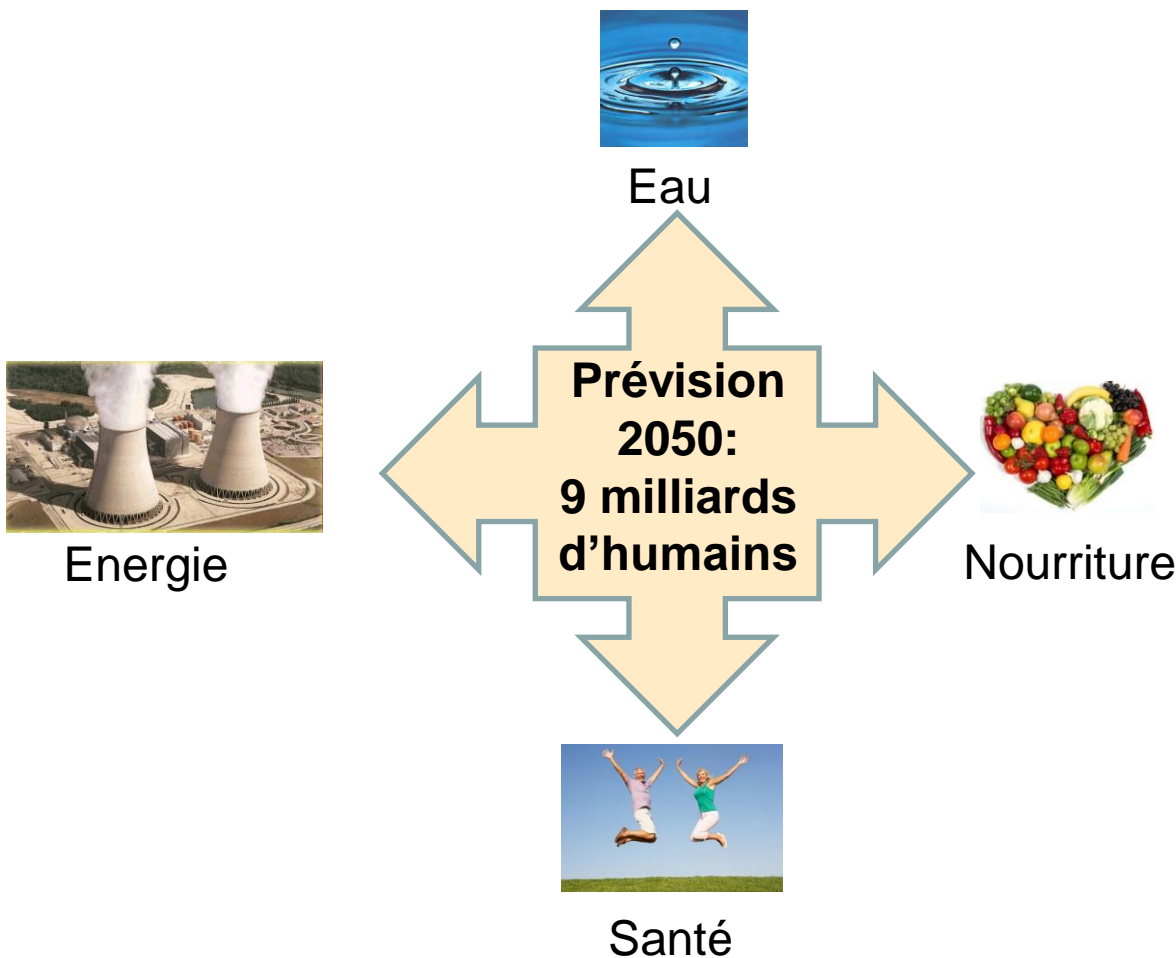 Eau
Prévision
2050:
9 milliards
d’humains
Energie
Nourriture
Santé